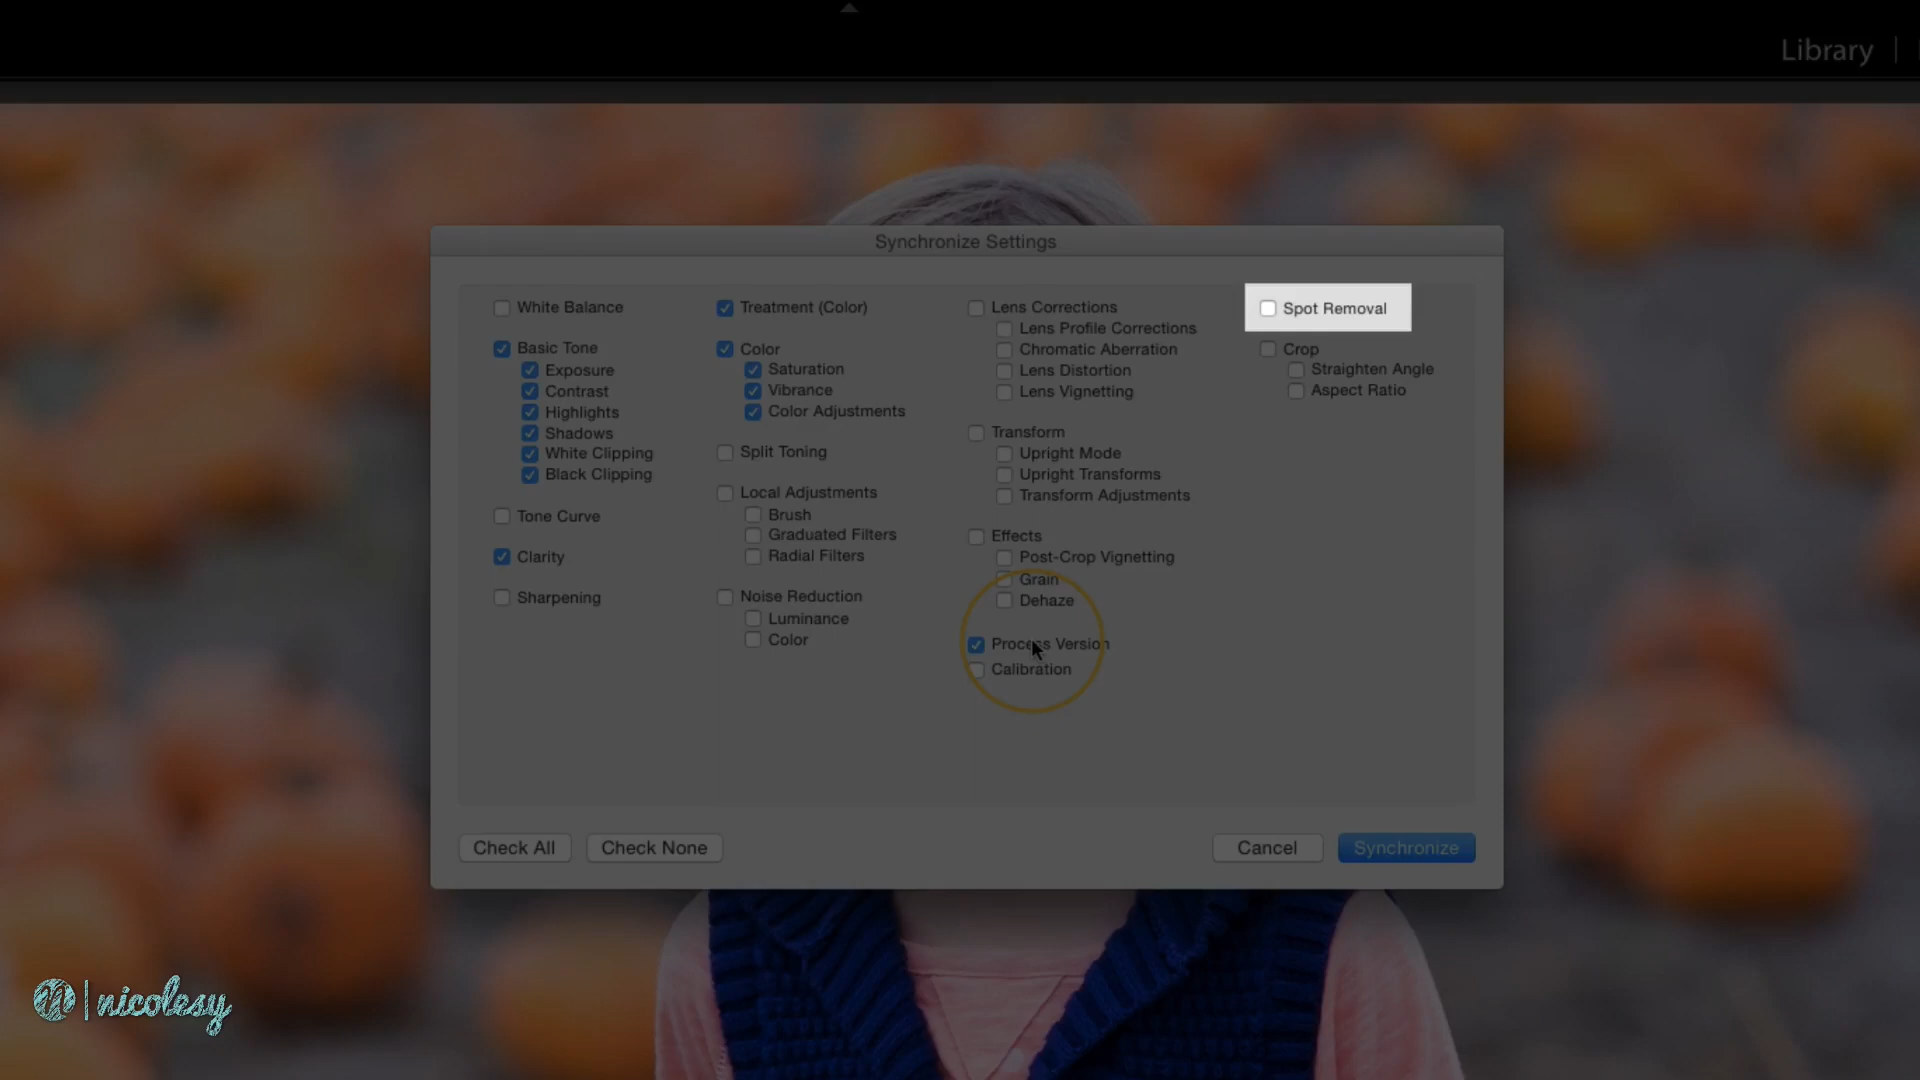 Library |
Synchronize Settings
White Balance
Basic Tone
Exposure
Contrast
Highlights
Shadows
White Clipping
Black Clipping
Tone Curve
Clarity
Sharpening
Treatment (Color)
Color
Saturation
Vibrance
Color Adjustments
Split Toning
Local Adjustments
Brush
Graduated Filters
Radial Filters
Noise Reduction
Luminance
Color
Lens Corrections
Lens Profile Corrections
Chromatic Aberration
Lens Distortion
Lens Vignetting
Transform
Upright Mode
Upright Transforms
Transform Adjustments
Effects
Post-Crop Vignetting
Grain
Dehaze
Process Version
Calibration
Spot Removal
Crop
Straighten Angle
Aspect Ratio
Check All
Check None
Cancel
Synchronize
n | nicolesy